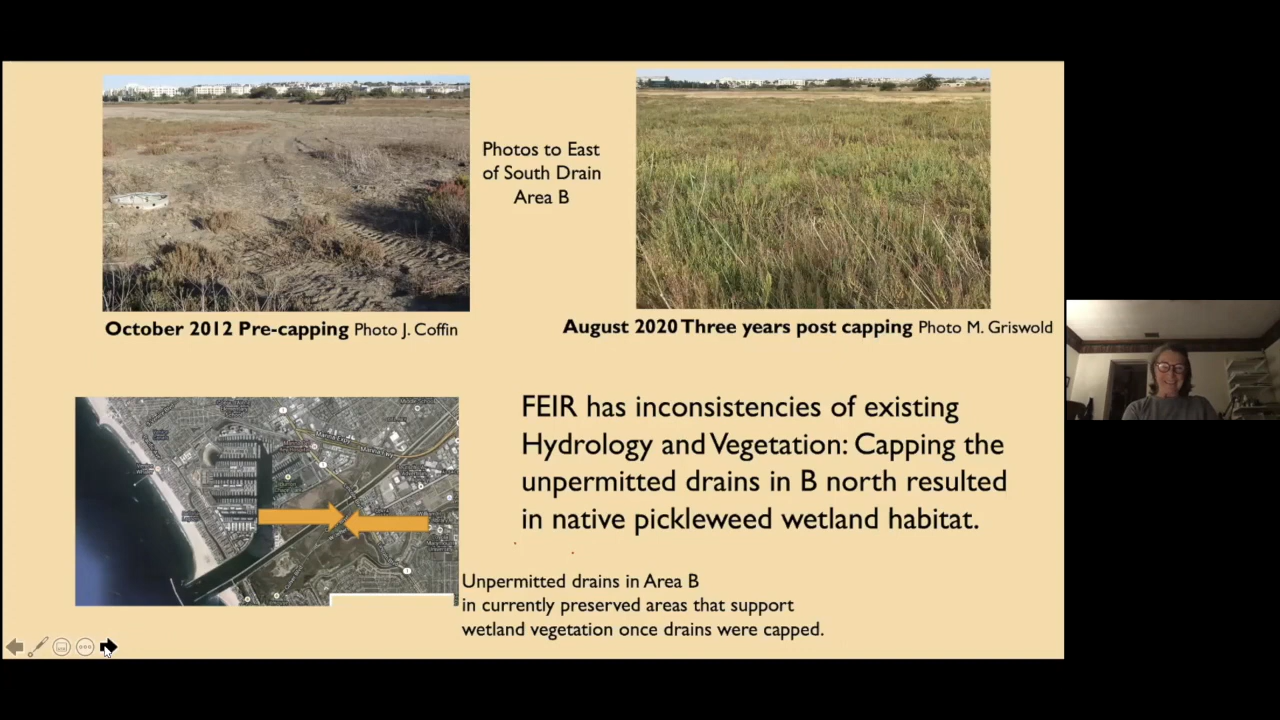 Photos to East
of South Drain
Area B
October 2012 Pre-capping Photo J. Coffin
August 2020 Three years post capping Photo M. Griswold
FEIR has inconsistencies of existing
Hydrology and Vegetation: Capping the
unpermitted drains in B north resulted
in native pickleweed wetland habitat.
Unpermitted drains in Area B
in currently preserved areas that support
wetland vegetation once drains were capped.